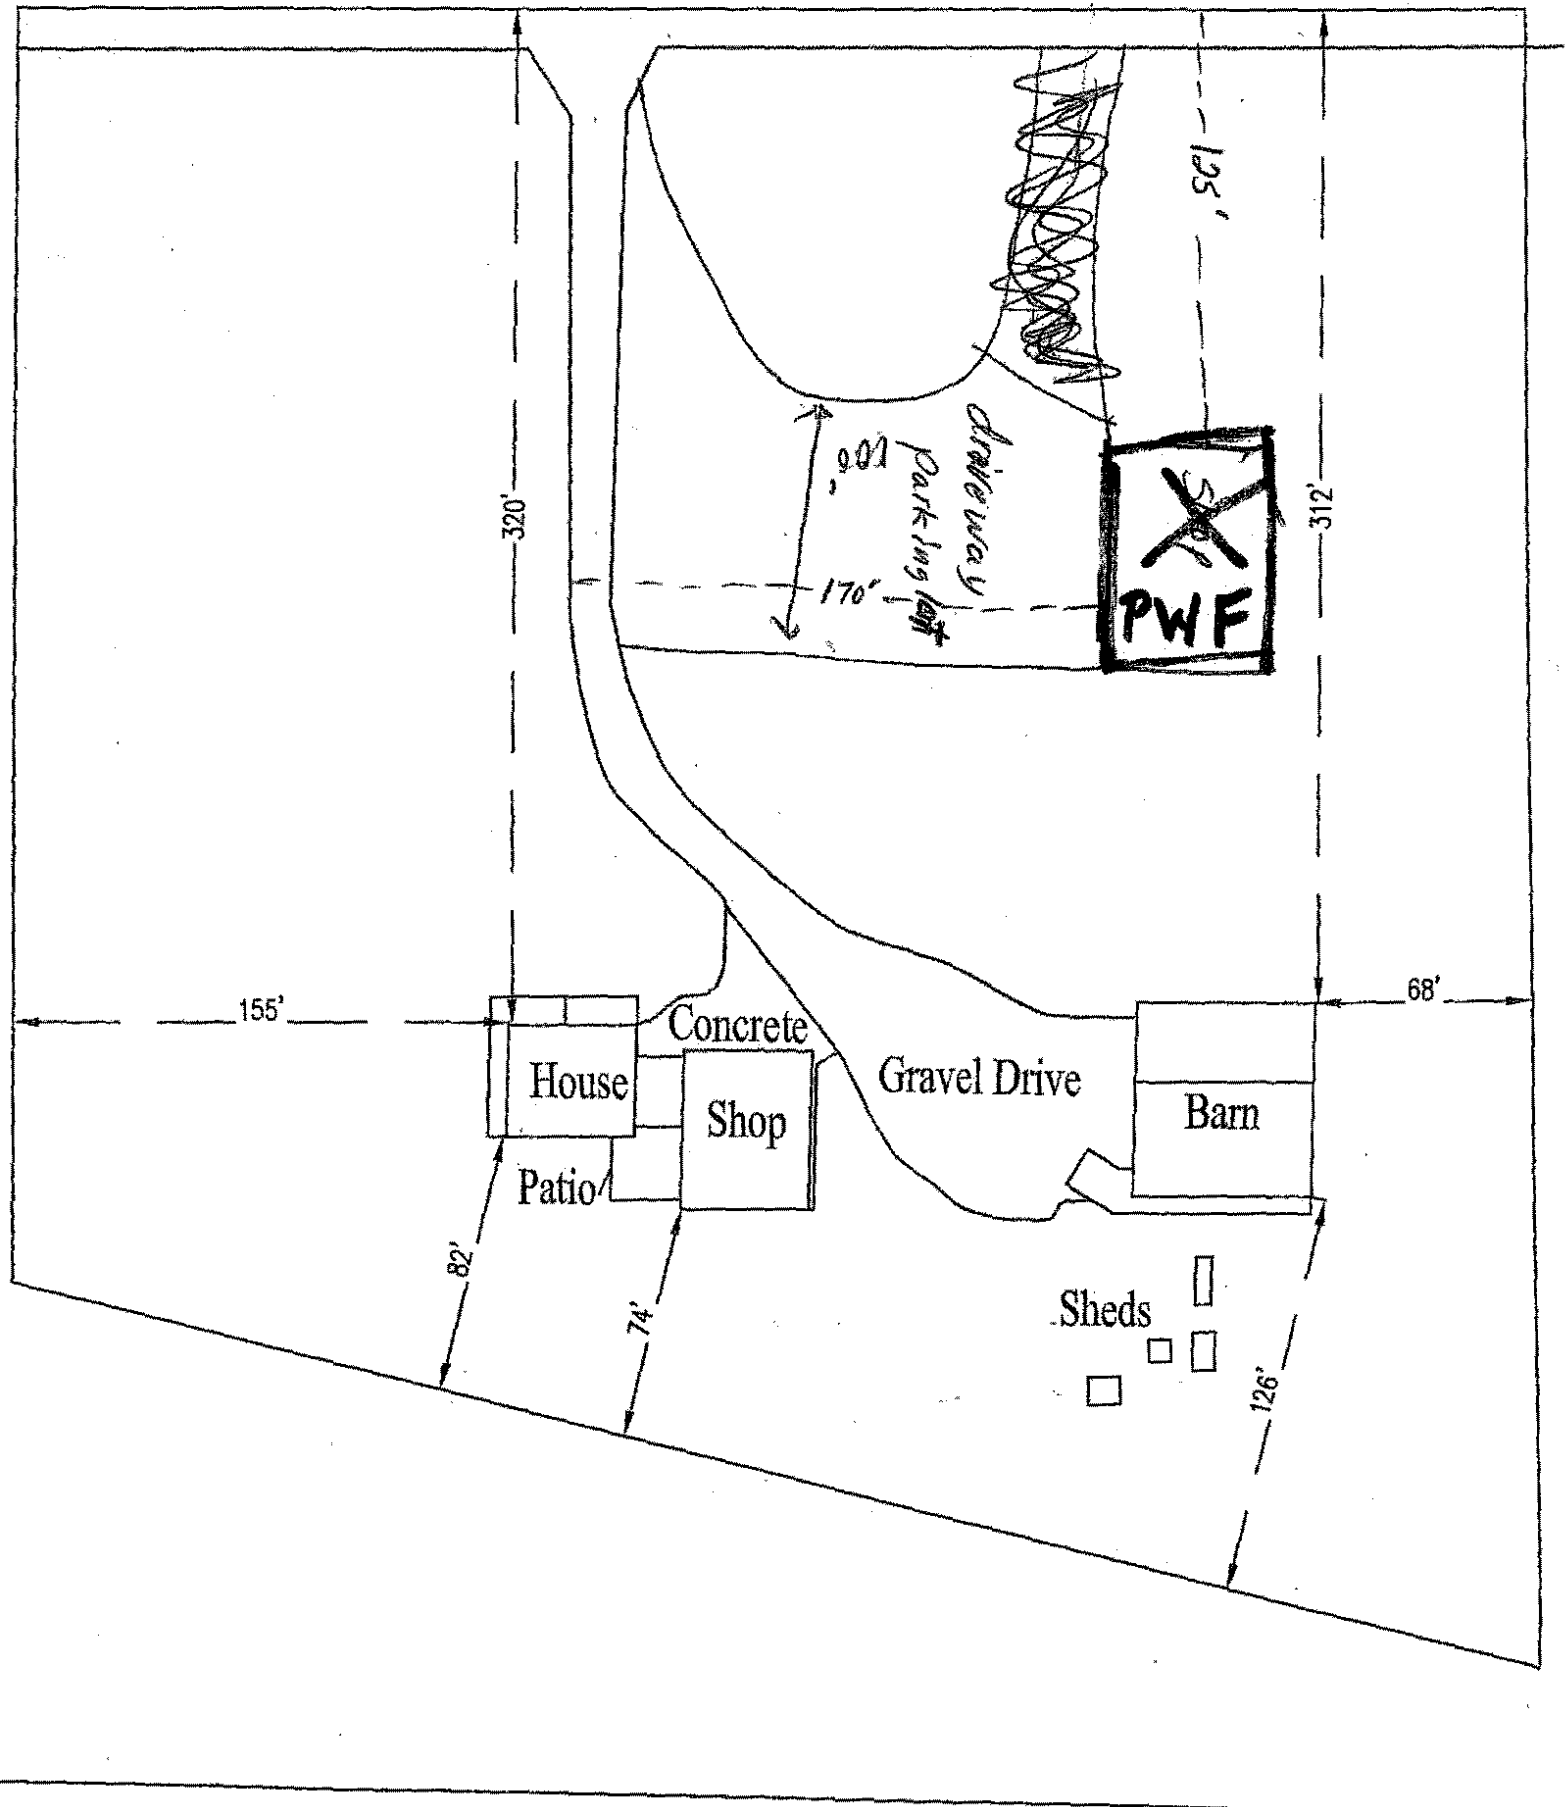 125'
320'
312'
driveway
Parking lot
100'
170'
Shop
PWF
155'
68'
Concrete
House
Gravel Drive
Shop
Barn
Patio
82'
74'
Sheds
126'